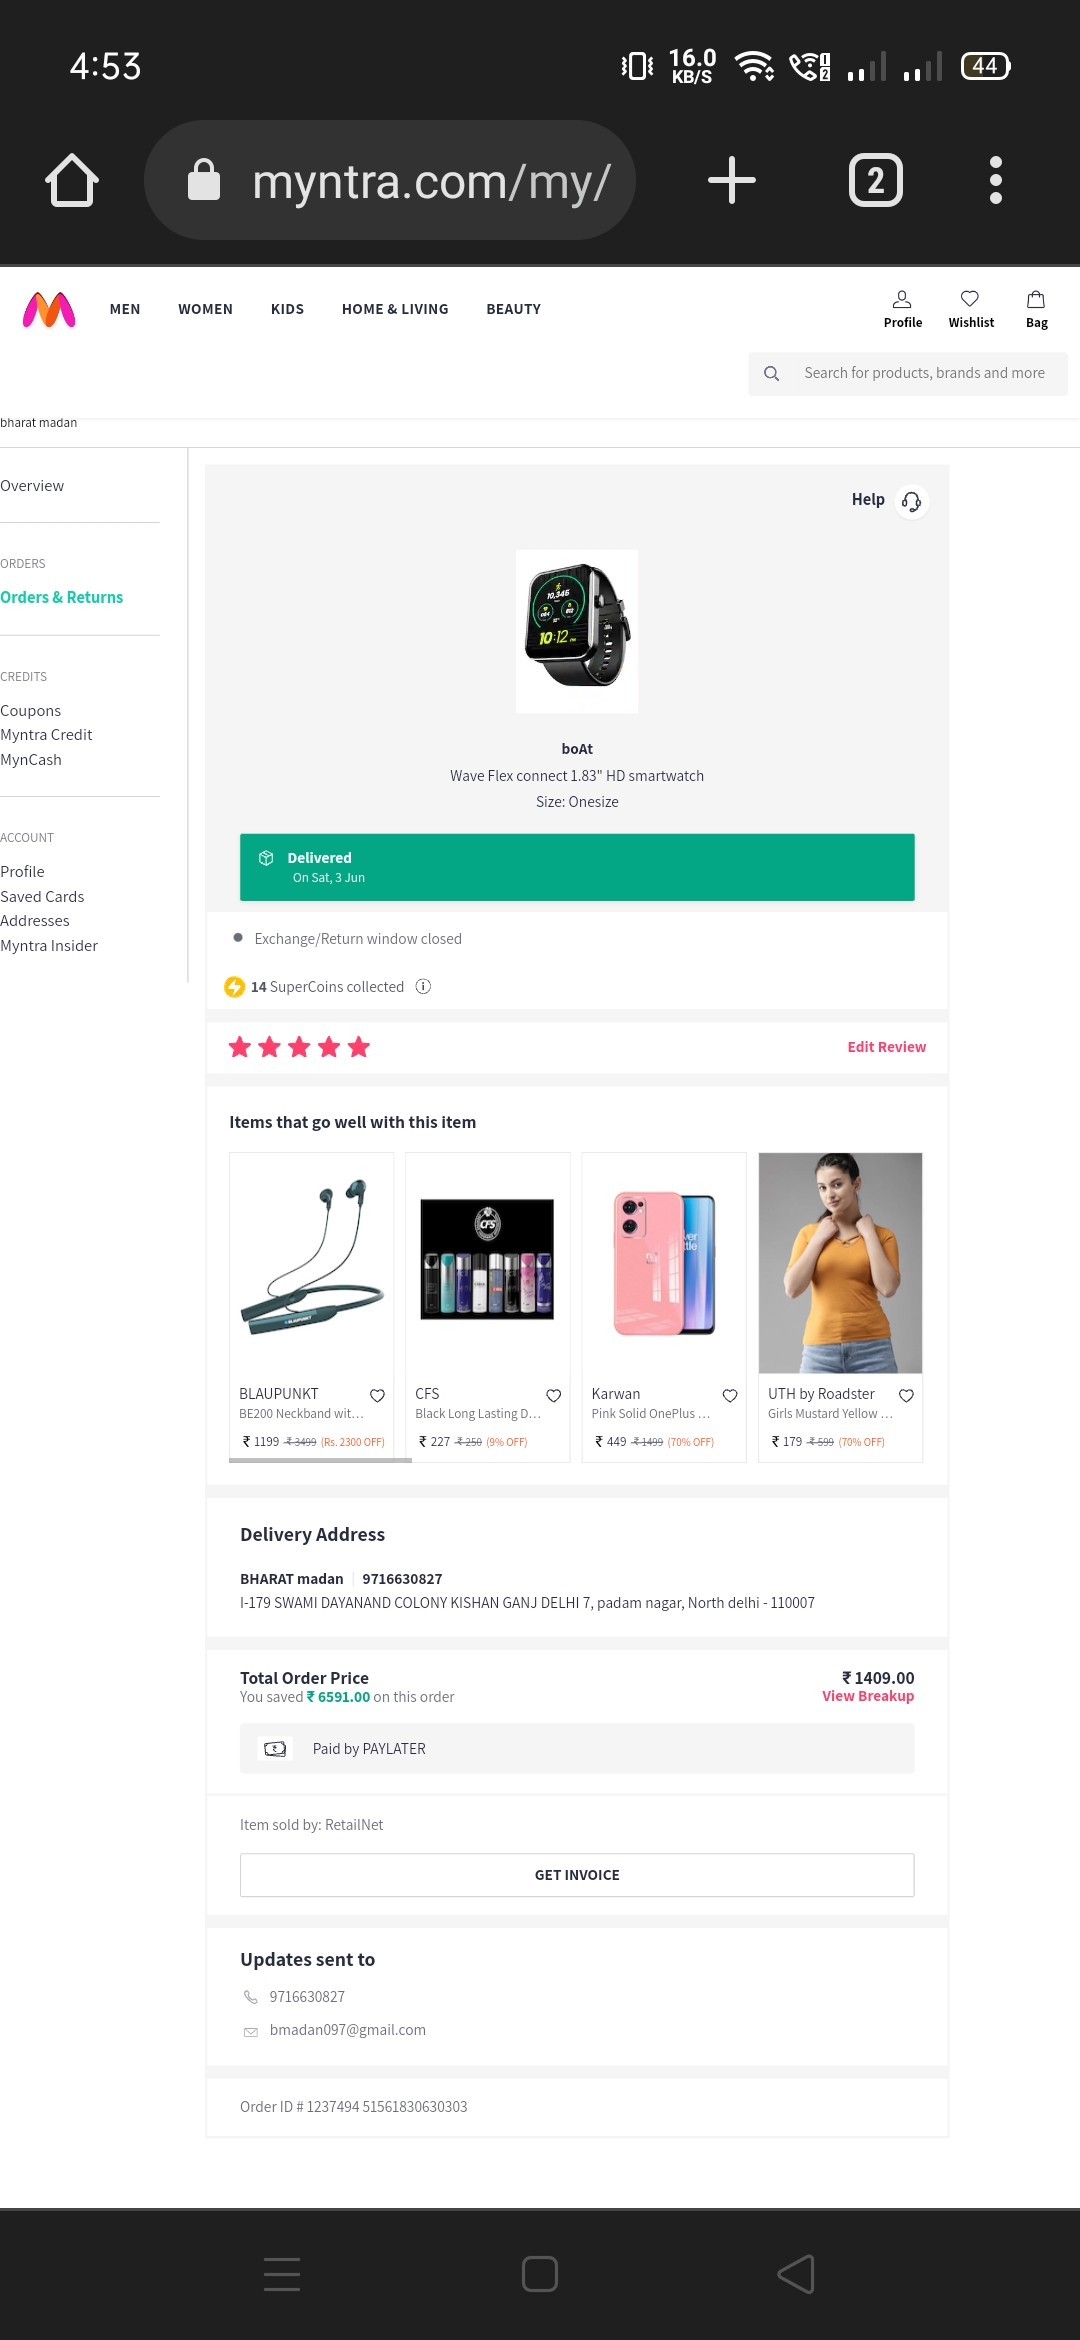 4:53
16.0
KB/S
44
myntra.com/my/
2
MEN WOMEN KIDS HOME & LIVING BEAUTY
Profile Wishlist Bag
Search for products, brands and more
bharat madan
Overview
ORDERS
Orders & Returns
CREDITS
Coupons
Myntra Credit
MynCash
ACCOUNT
Profile
Saved Cards
Addresses
Myntra Insider
Help
10,346
10:12
boAt
Wave Flex connect 1.83" HD smartwatch
Size: Onesize
Delivered
On Sat, 3 Jun
Exchange/Return window closed
14 SuperCoins collected
Edit Review
Items that go well with this item
BLAUPUNKT
CFS
BLAUPUNKT
BE200 Neckband wit...
₹ 1199 ₹ 3499 (Rs. 2300 OFF)
CFS
Black Long Lasting D...
₹ 227 ₹ 250 (9% OFF)
Karwan
Pink Solid OnePlus ...
₹ 449 ₹ 1499 (70% OFF)
UTH by Roadster
Girls Mustard Yellow ...
₹ 179 ₹ 599 (70% OFF)
Delivery Address
BHARAT madan | 9716630827
I-179 SWAMI DAYANAND COLONY KISHAN GANJ DELHI 7, padam nagar, North delhi - 110007
Total Order Price ₹ 1409.00
You saved ₹ 6591.00 on this order View Breakup
Paid by PAYLATER
Item sold by: RetailNet
GET INVOICE
Updates sent to
9716630827
bmadan097@gmail.com
Order ID # 1237494 51561830630303